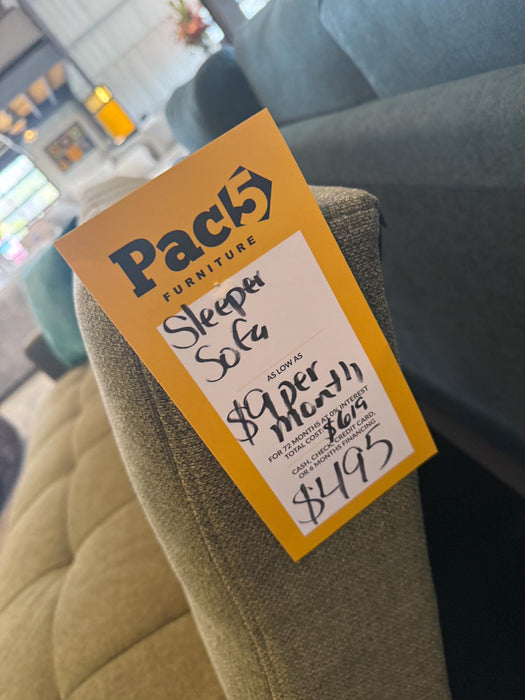 Pac5
FURNITURE
Sleeper
Sofa
AS LOW AS
$9 per
month
FOR 72 MONTHS AT 0% INTEREST
TOTAL COST: $619
CASH, CHECK, CREDIT CARD,
OR 6 MONTHS FINANCING
$495